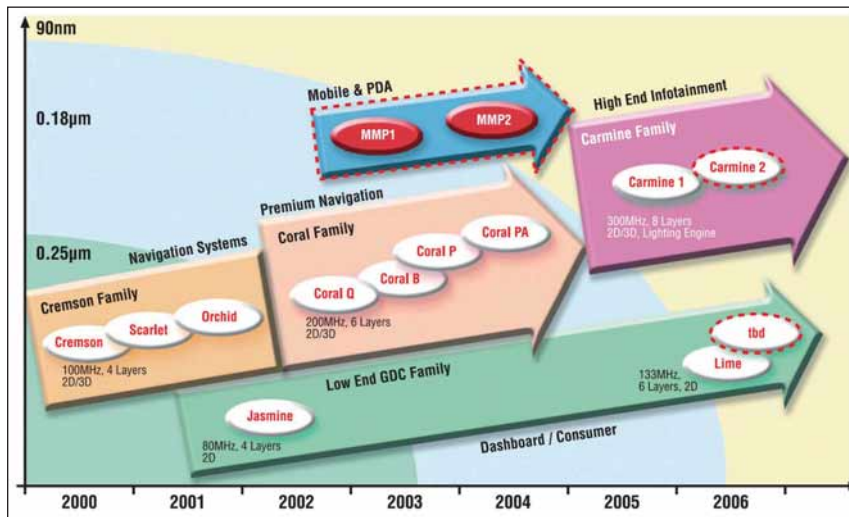 90nm
0.18µm
0.25µm
Mobile & PDA
MMP1
MMP2
High End Infotainment
Carmine Family
Carmine 1
Carmine 2
300MHz, 8 Layers
2D/3D, Lighting Engine
Premium Navigation
Coral Family
Coral Q
Coral B
Coral P
Coral PA
200MHz, 6 Layers
2D/3D
Navigation Systems
Cremson Family
Cremson
Scarlet
Orchid
100MHz, 4 Layers
2D/3D
Low End GDC Family
Jasmine
80MHz, 4 Layers
2D
tbd
Lime
133MHz,
6 Layers, 2D
Dashboard / Consumer
2000
2001
2002
2003
2004
2005
2006